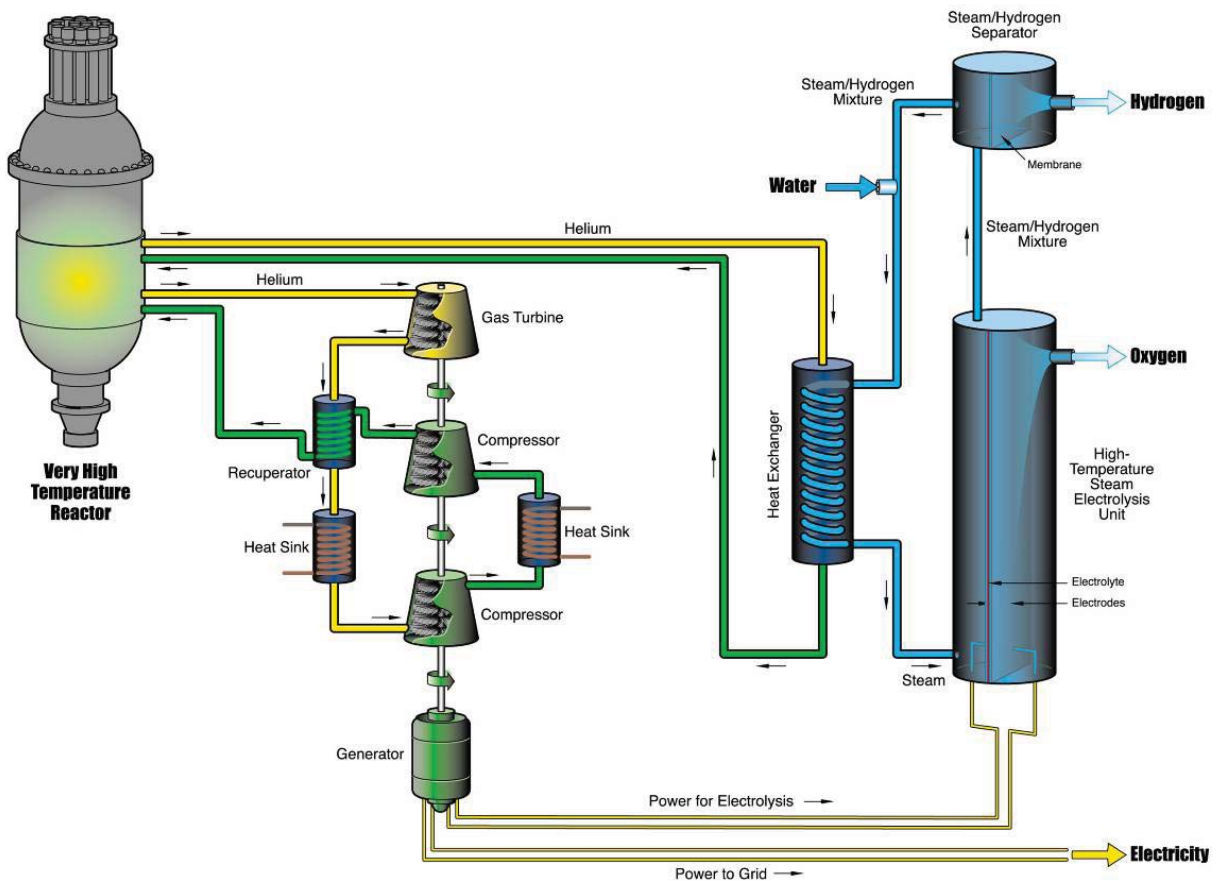 Steam/Hydrogen
Separator
Steam/Hydrogen
Mixture
Hydrogen
Membrane
Water
Steam/Hydrogen
Mixture
Helium
Helium
Gas Turbine
Oxygen
Heat Exchanger
Compressor
Recuperator
Very High
Temperature
Reactor
High-
Temperature
Steam
Electrolysis
Unit
Heat Sink
Heat Sink
Electrolyte
Electrodes
Compressor
Steam
Generator
Power for Electrolysis
Electricity
Power to Grid